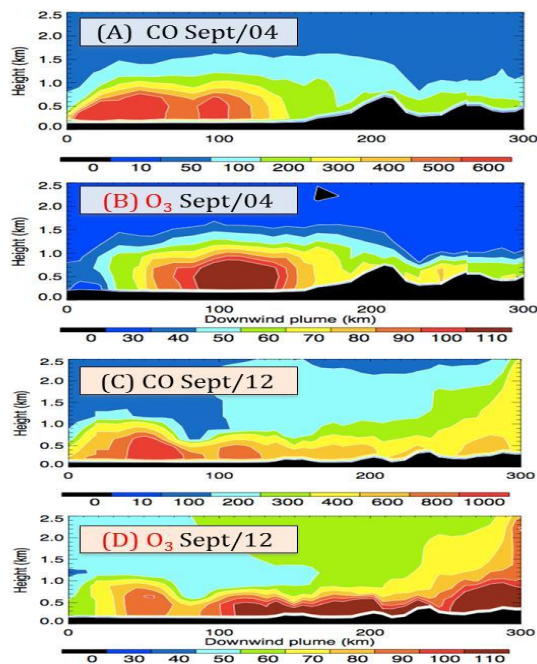 (A) CO Sept/04
Height (km)
2.5
2.0
1.5
1.0
0.5
0.0
0 100 200 300
0 10 50 100 200 300 400 500 600
(B) O₃ Sept/04
Height (km)
2.5
2.0
1.5
1.0
0.5
0.0
0 100 200 300
Downwind plume (km)
0 30 40 50 60 70 80 90 100 110
(C) CO Sept/12
Height (km)
2.5
2.0
1.5
1.0
0.5
0.0
0 100 200 300
0 10 100 200 300 400 600 800 1000
(D) O₃ Sept/12
Height (km)
2.5
2.0
1.5
1.0
0.5
0.0
0 100 200 300
Downwind plume (km)
0 30 40 50 60 70 80 90 100 110